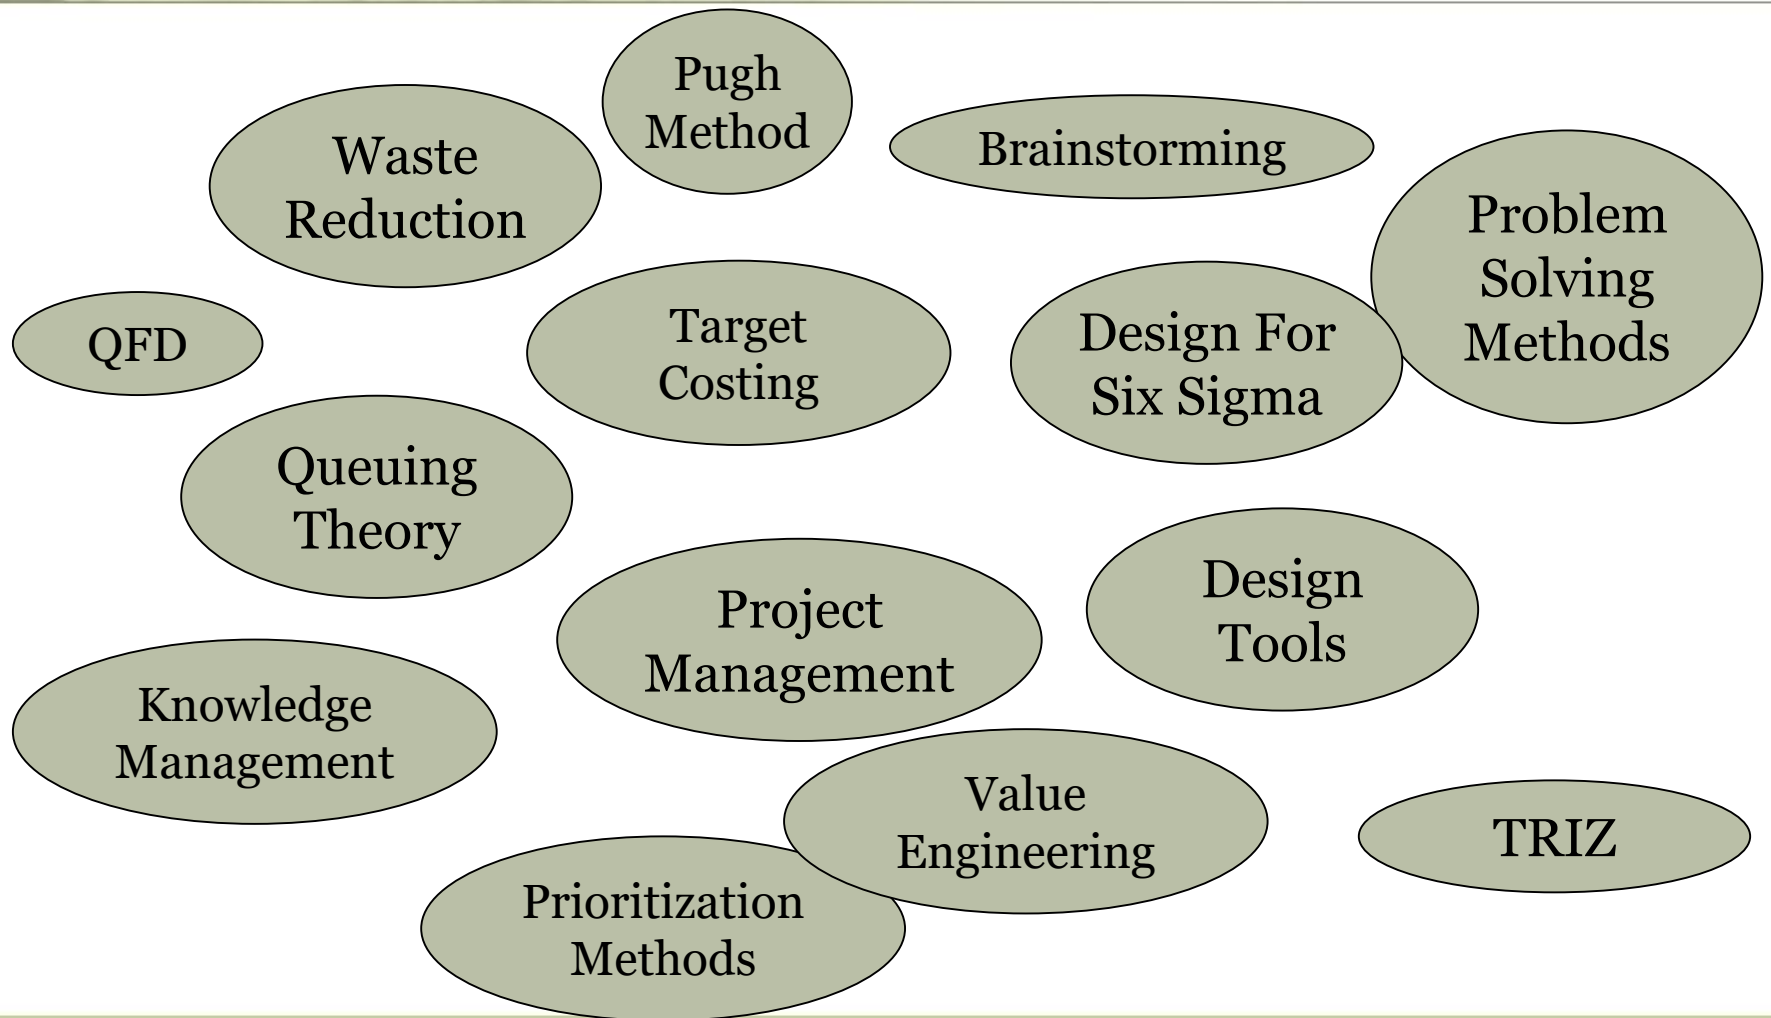 Pugh
Method
Waste
Reduction
Brainstorming
Problem
Solving
Methods
QFD
Target
Costing
Design For
Six Sigma
Queuing
Theory
Project
Management
Design
Tools
Knowledge
Management
Value
Engineering
TRIZ
Prioritization
Methods